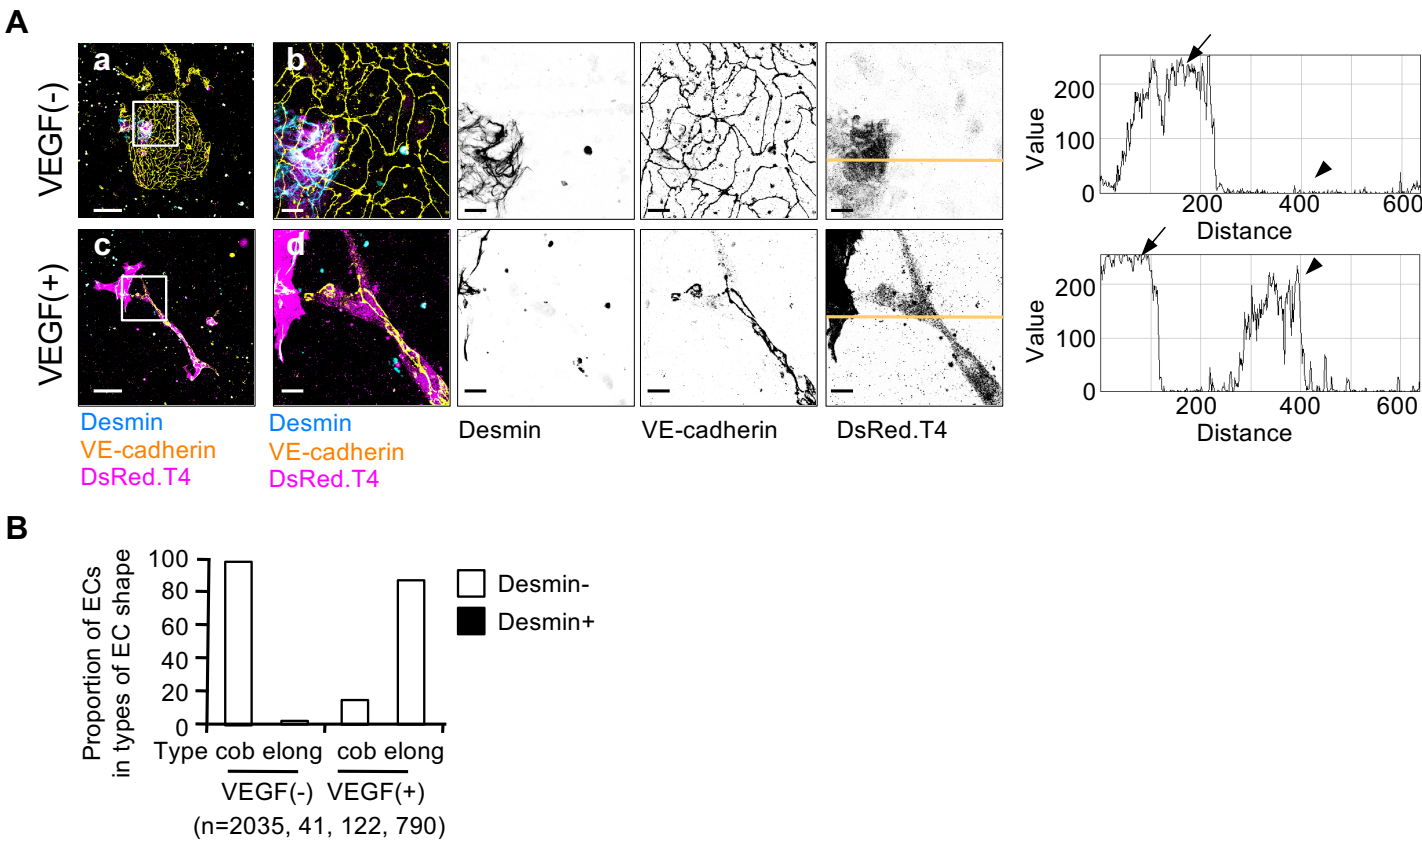 A
VEGF(-)
a
b
Value
200
100
0
200
400
600
Distance
VEGF(+)
c
d
Value
200
100
0
200
400
600
Distance
Desmin
VE-cadherin
DsRed.T4
Desmin
VE-cadherin
DsRed.T4
Desmin
VE-cadherin
DsRed.T4
B
Proportion of ECs
in types of EC shape
100
80
60
40
20
0
Desmin-
Desmin+
Type cob elong cob elong
VEGF(-) VEGF(+)
(n=2035, 41, 122, 790)